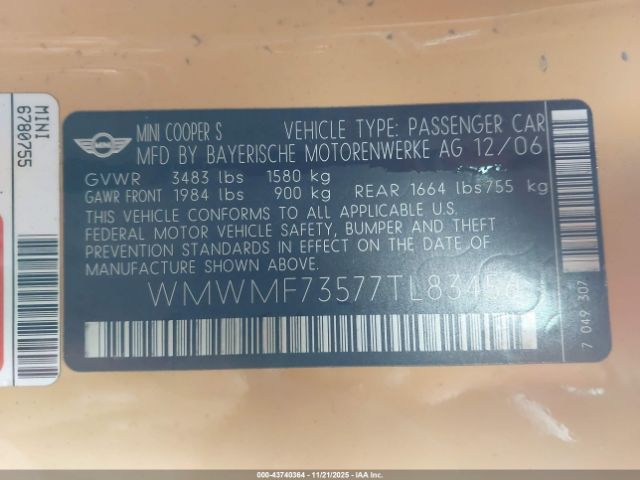 MINI
6780755
MINI COOPER S VEHICLE TYPE: PASSENGER CAR
MFD BY BAYERISCHE MOTORENWERKE AG 12/06
GVWR 3483 lbs 1580 kg
GAWR FRONT 1984 lbs 900 kg REAR 1664 lbs 755 kg
THIS VEHICLE CONFORMS TO ALL APPLICABLE U.S.
FEDERAL MOTOR VEHICLE SAFETY, BUMPER AND THEFT
PREVENTION STANDARDS IN EFFECT ON THE DATE OF
MANUFACTURE SHOWN ABOVE.
7 049 307
000-43740364 - 11/21/2025 - IAA Inc.